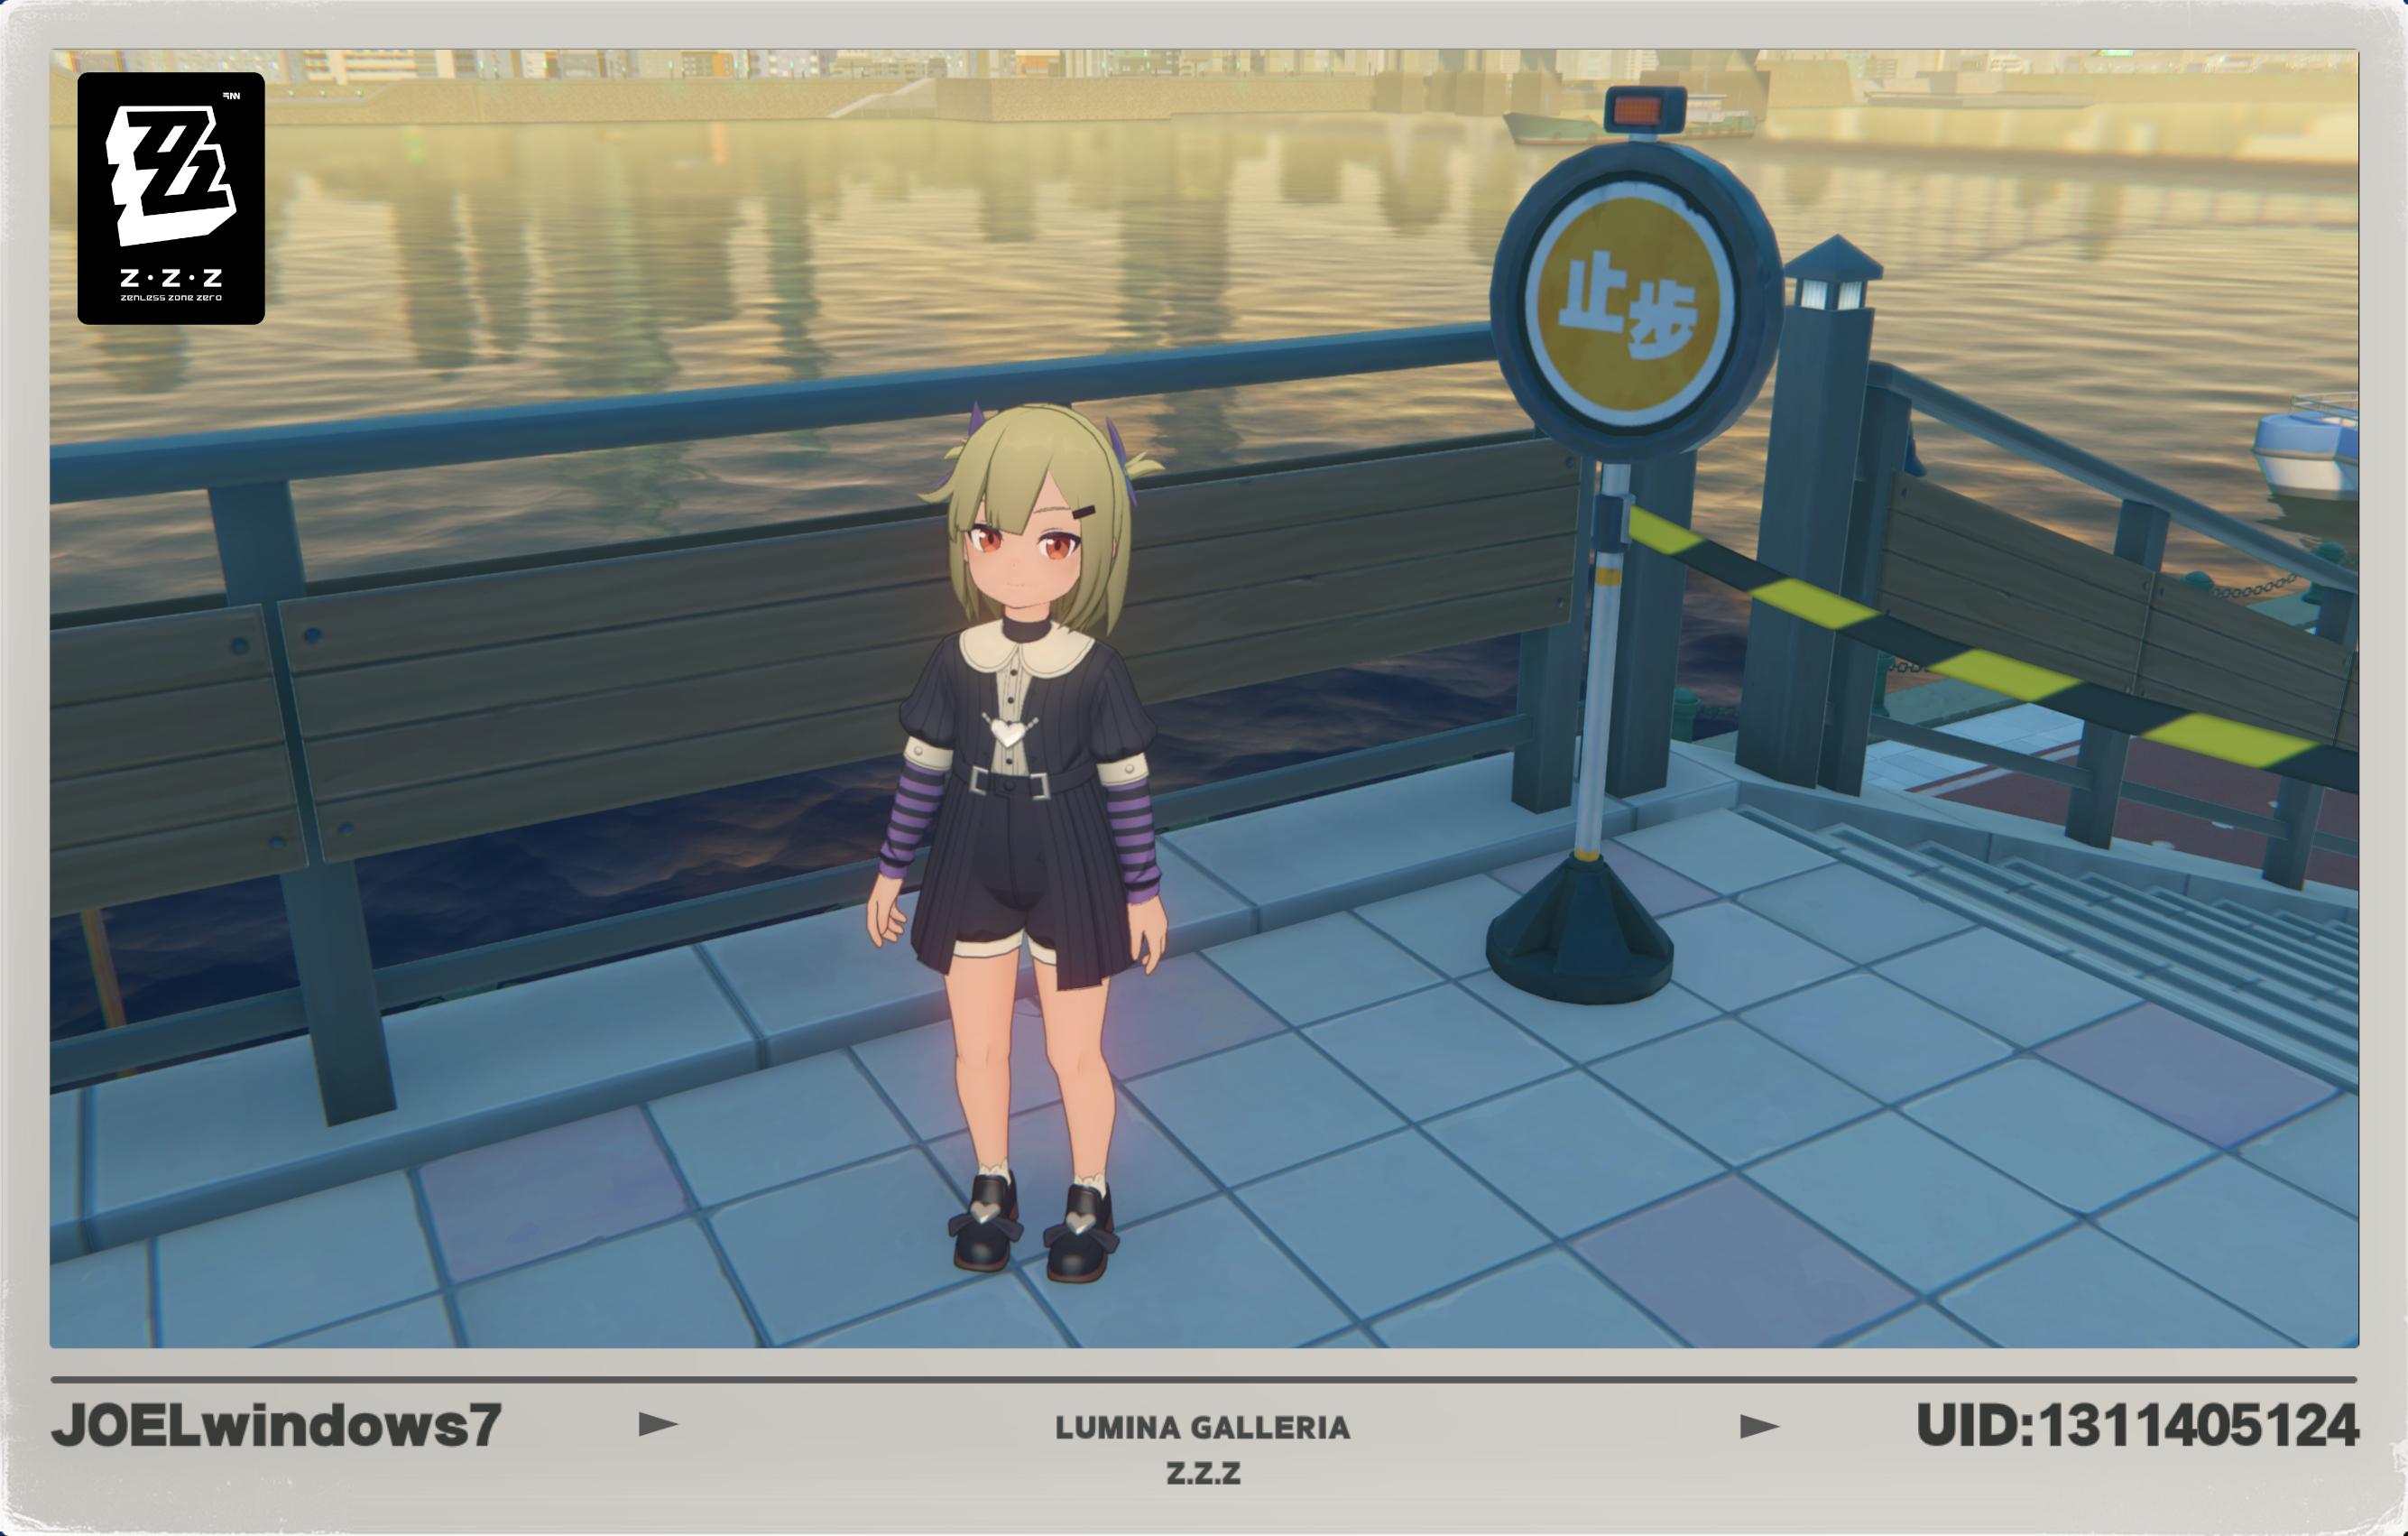 Z·Z·Z
Zenless Zone Zero
止步
JOELwindows7
LUMINA GALLERIA
UID:1311405124
Z.Z.Z